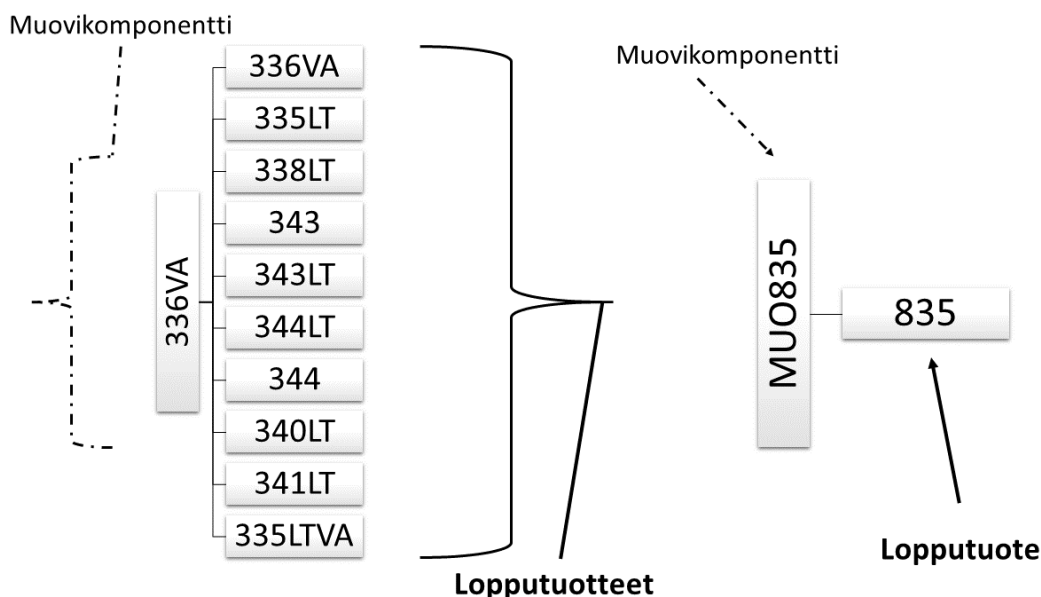 Muovikomponentti
336VA
336VA
335LT
338LT
343
343LT
344LT
344
340LT
341LT
335LTVA
Lopputuotteet
Muovikomponentti
MUO835
835
Lopputuote